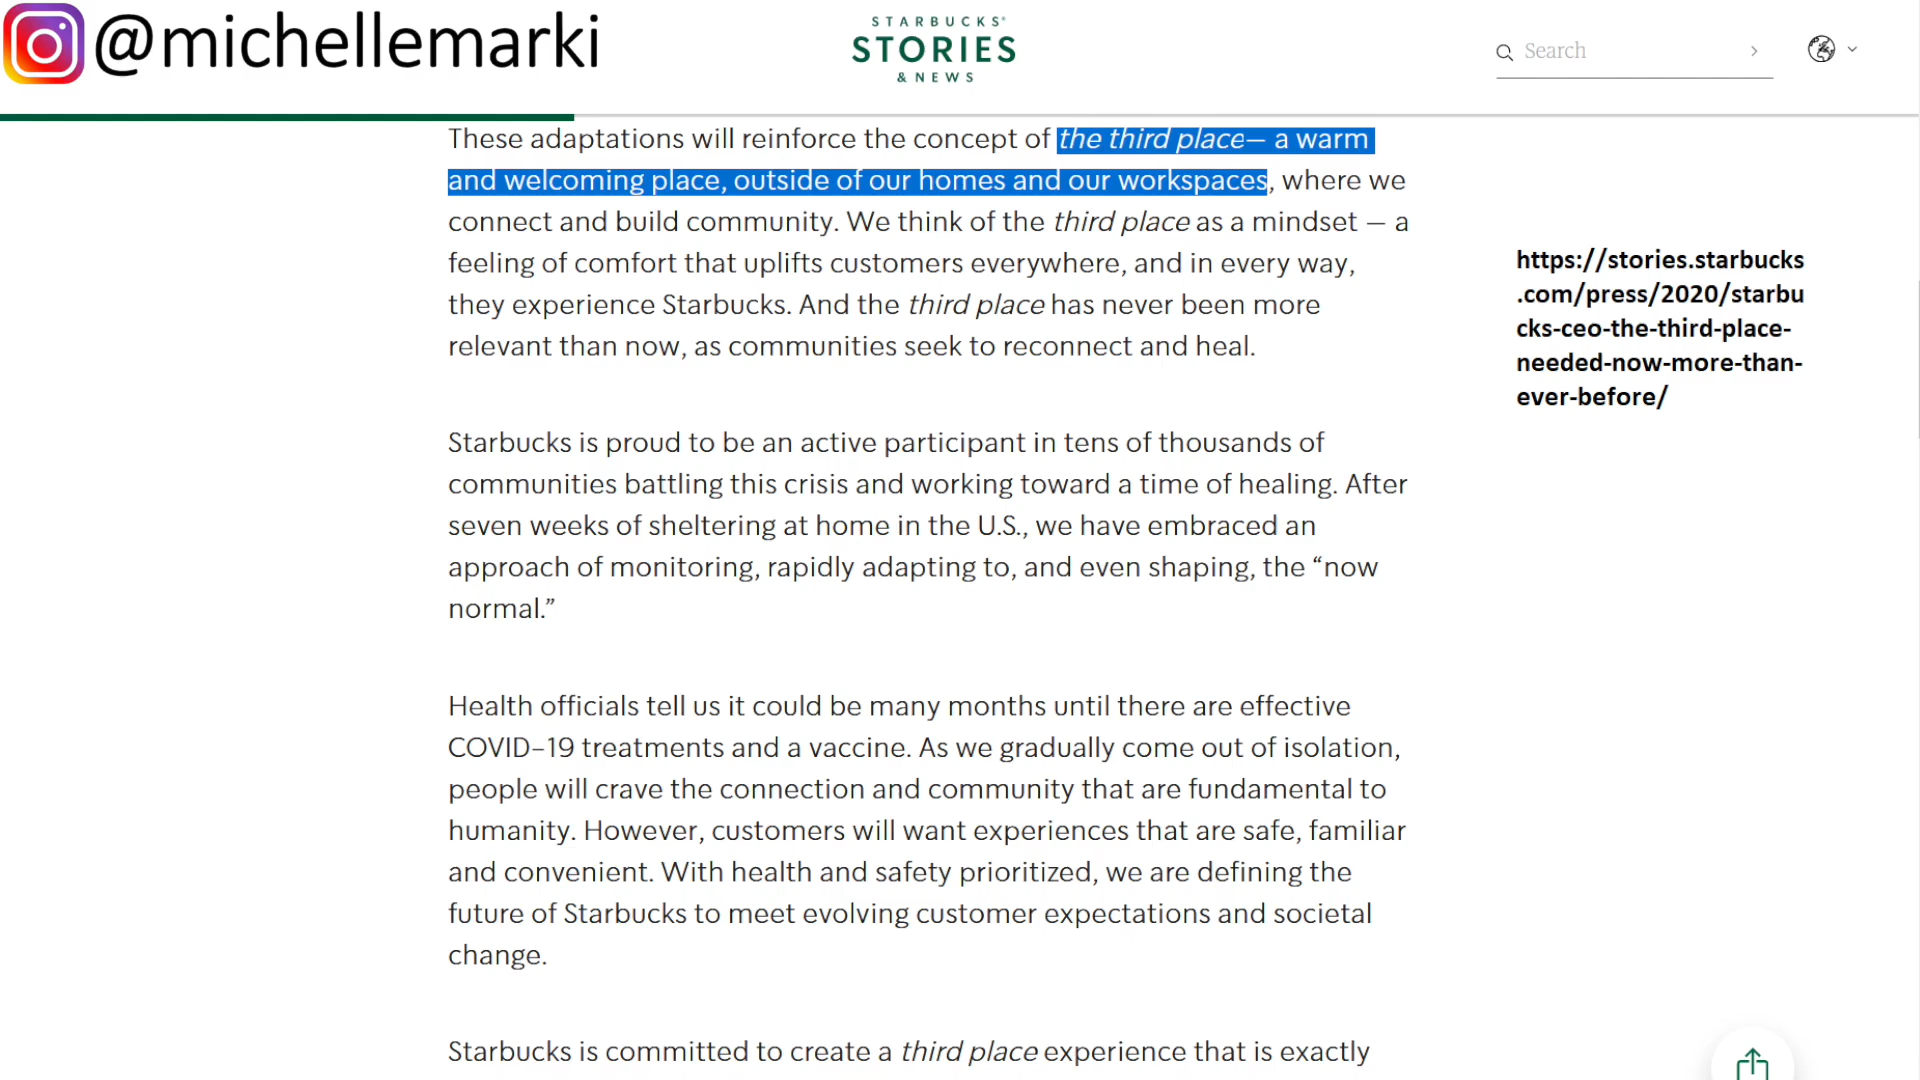 @michellemarki
STARBUCKS®
STORIES
& NEWS
Search
These adaptations will reinforce the concept of the third place— a warm
and welcoming place, outside of our homes and our workspaces, where we
connect and build community. We think of the third place as a mindset — a
feeling of comfort that uplifts customers everywhere, and in every way,
they experience Starbucks. And the third place has never been more
relevant than now, as communities seek to reconnect and heal.
Starbucks is proud to be an active participant in tens of thousands of
communities battling this crisis and working toward a time of healing. After
seven weeks of sheltering at home in the U.S., we have embraced an
approach of monitoring, rapidly adapting to, and even shaping, the “now
normal.”
Health officials tell us it could be many months until there are effective
COVID-19 treatments and a vaccine. As we gradually come out of isolation,
people will crave the connection and community that are fundamental to
humanity. However, customers will want experiences that are safe, familiar
and convenient. With health and safety prioritized, we are defining the
future of Starbucks to meet evolving customer expectations and societal
change.
Starbucks is committed to create a third place experience that is exactly
https://stories.starbucks
.com/press/2020/starbu
cks-ceo-the-third-place-
needed-now-more-than-
ever-before/